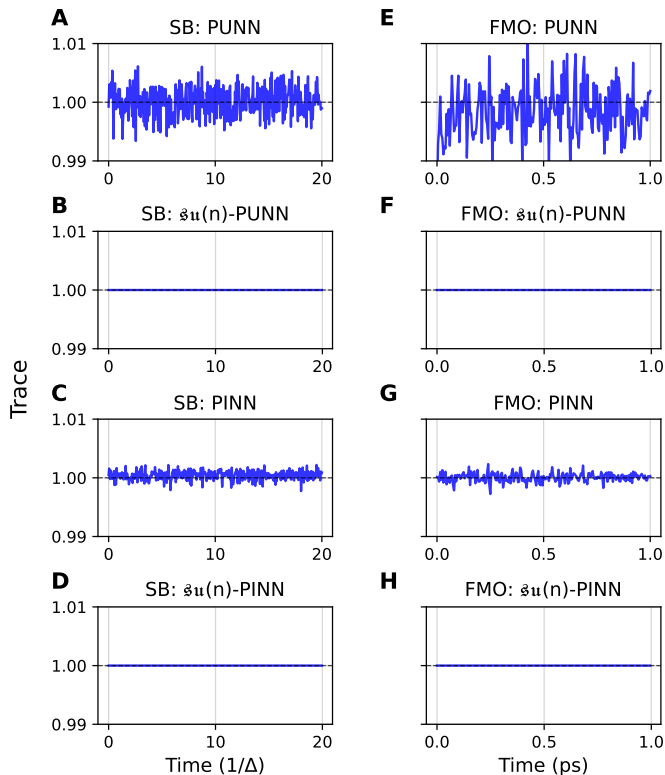 A
SB: PUNN
1.01
1.00
0.99
0
10
20
E
FMO: PUNN
0.0
0.5
1.0
B
SB: 𝔰𝔲(n)-PUNN
1.01
1.00
0.99
0
10
20
F
FMO: 𝔰𝔲(n)-PUNN
0.0
0.5
1.0
Trace
C
SB: PINN
1.01
1.00
0.99
0
10
20
G
FMO: PINN
0.0
0.5
1.0
D
SB: 𝔰𝔲(n)-PINN
1.01
1.00
0.99
0
10
20
Time (1/Δ)
H
FMO: 𝔰𝔲(n)-PINN
0.0
0.5
1.0
Time (ps)